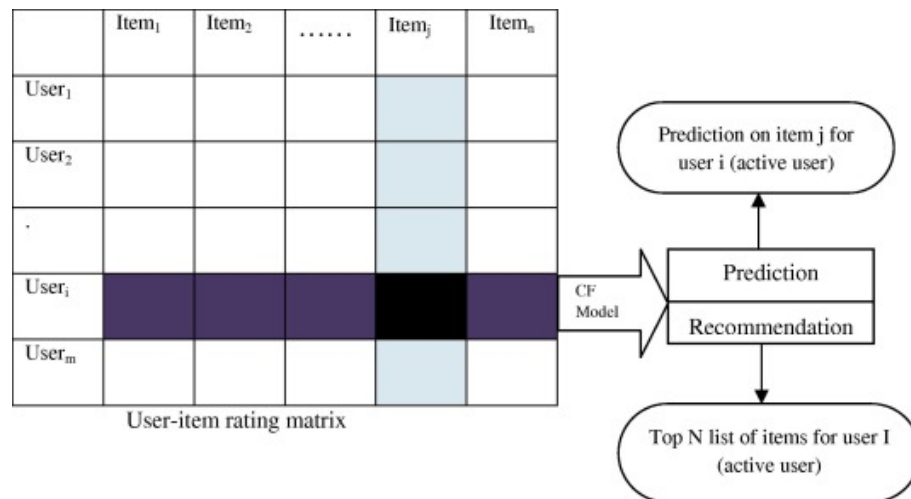 Item₁ Item₂ ...... Itemⱼ Itemₙ
User₁
User₂
.
Userᵢ
Userₘ
User-item rating matrix
CF
Model
Prediction on item j for
user i (active user)
Prediction
Recommendation
Top N list of items for user I
(active user)